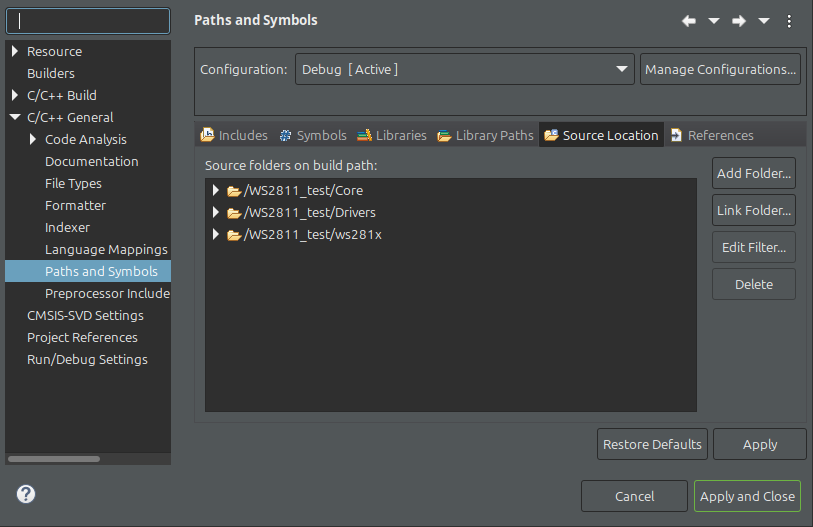 Paths and Symbols
Resource
Builders
C/C++ Build
C/C++ General
Code Analysis
Documentation
File Types
Formatter
Indexer
Language Mappings
Paths and Symbols
Preprocessor Include
CMSIS-SVD Settings
Project References
Run/Debug Settings
Configuration: Debug [ Active ] Manage Configurations...
Includes Symbols Libraries Library Paths Source Location References
Source folders on build path:
/WS2811_test/Core
/WS2811_test/Drivers
/WS2811_test/ws281x
Add Folder...
Link Folder...
Edit Filter...
Delete
Restore Defaults Apply
Cancel Apply and Close